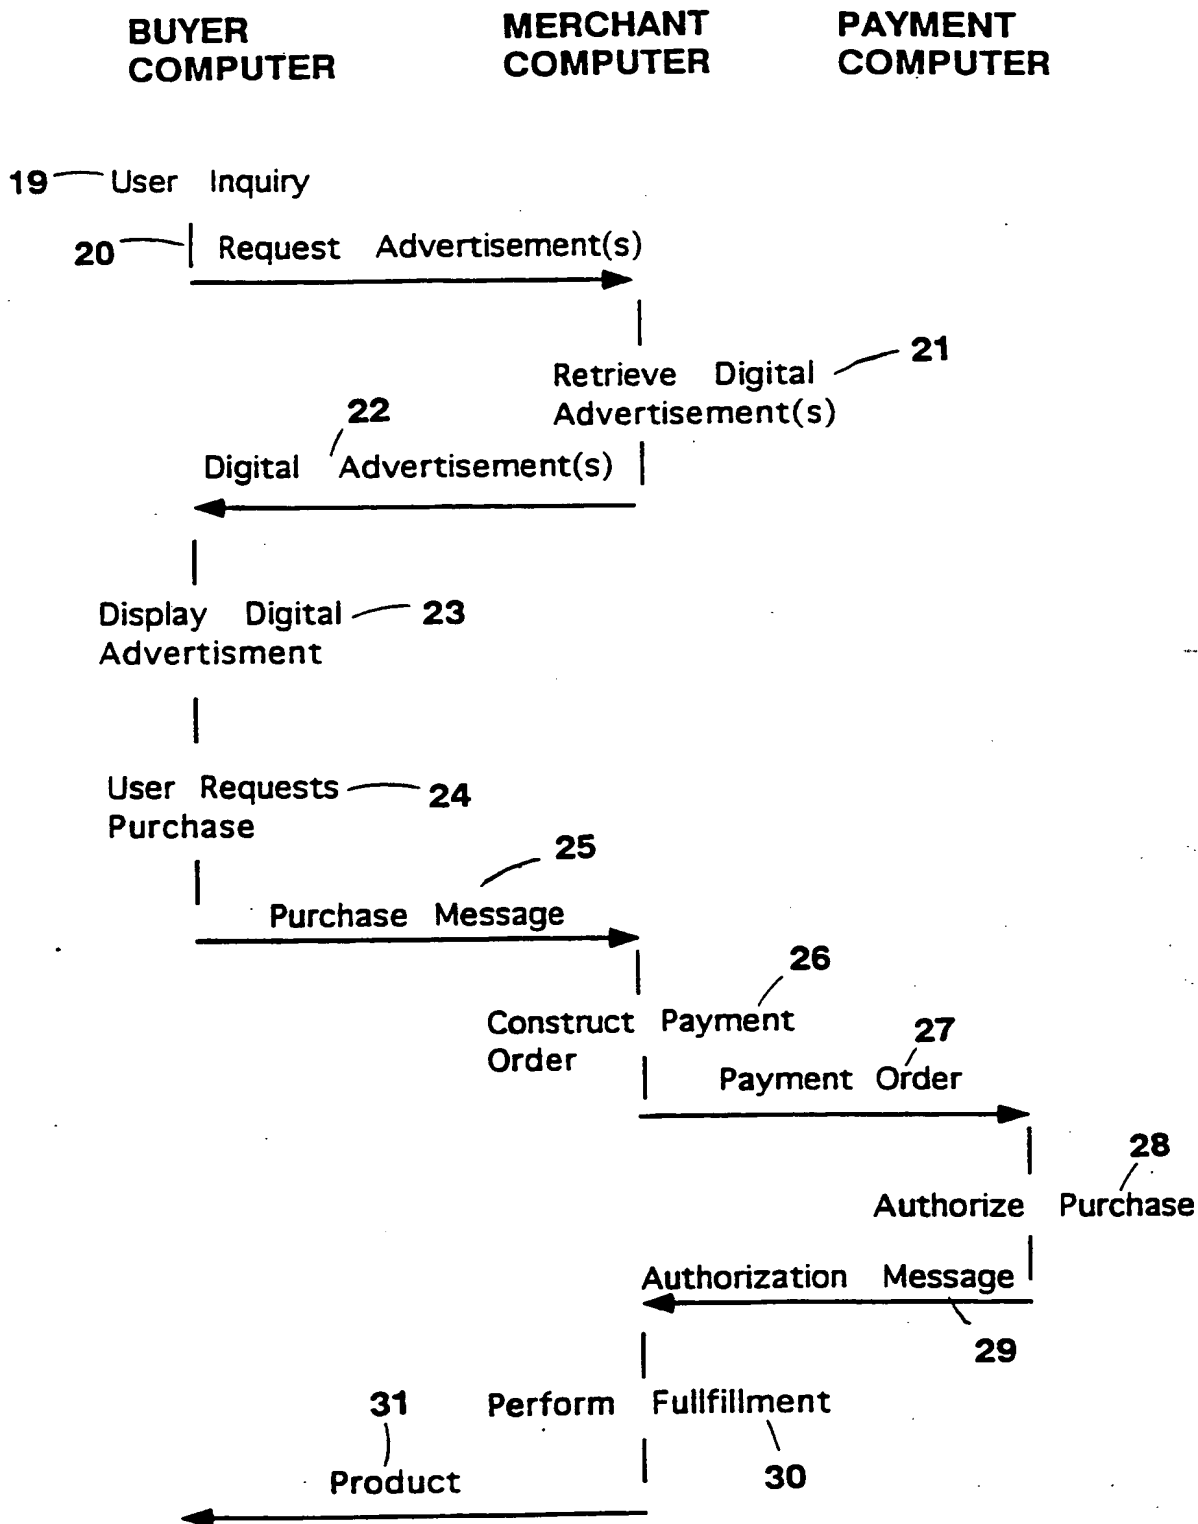 BUYER
COMPUTER
MERCHANT
COMPUTER
PAYMENT
COMPUTER
19 User Inquiry
20 Request Advertisement(s)
21
Retrieve Digital
Advertisement(s)
22
Digital Advertisement(s)
Display Digital 23
Advertisment
User Requests 24
Purchase
25
Purchase Message
26
Construct Payment
Order
27
Payment Order
28
Authorize Purchase
Authorization Message
29
31
Perform Fullfillment
30
Product